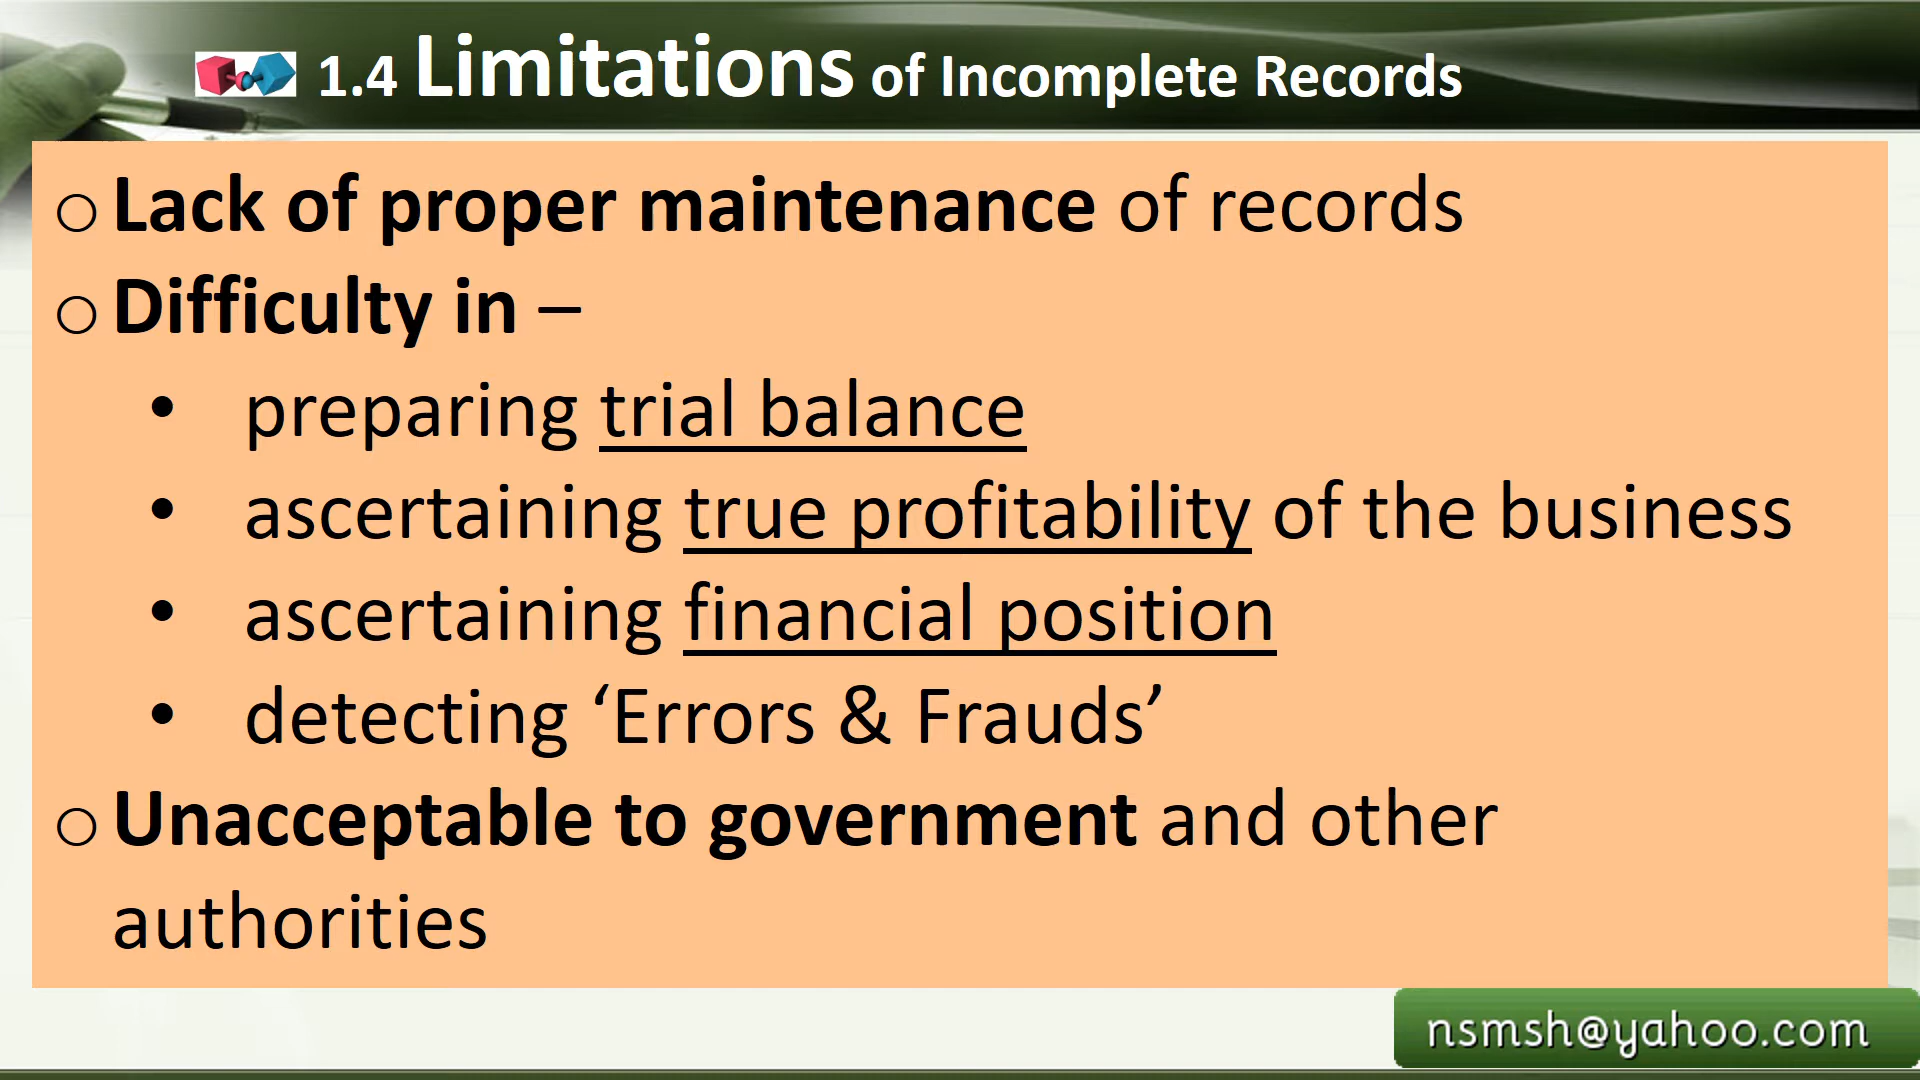 1.4 Limitations of Incomplete Records
o Lack of proper maintenance of records
o Difficulty in –
• preparing trial balance
• ascertaining true profitability of the business
• ascertaining financial position
• detecting ‘Errors & Frauds’
o Unacceptable to government and other
authorities
nsmsh@yahoo.com